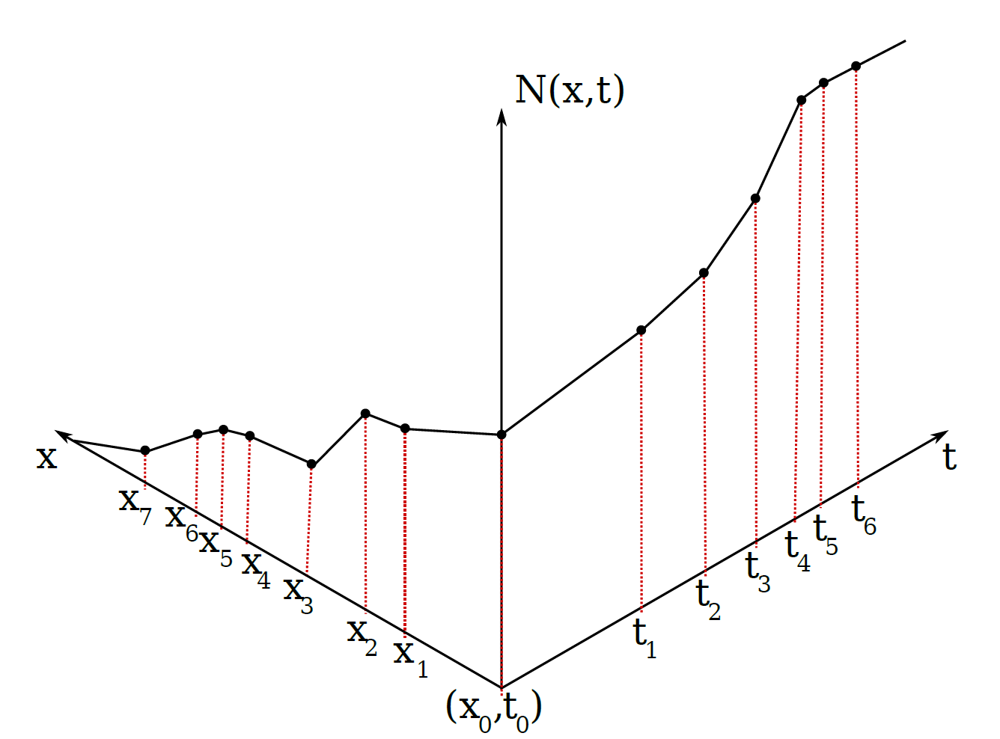 N(x,t)
x
t
x₇
x₆
x₅
x₄
x₃
x₂
x₁
(x₀,t₀)
t₁
t₂
t₃
t₄
t₅
t₆